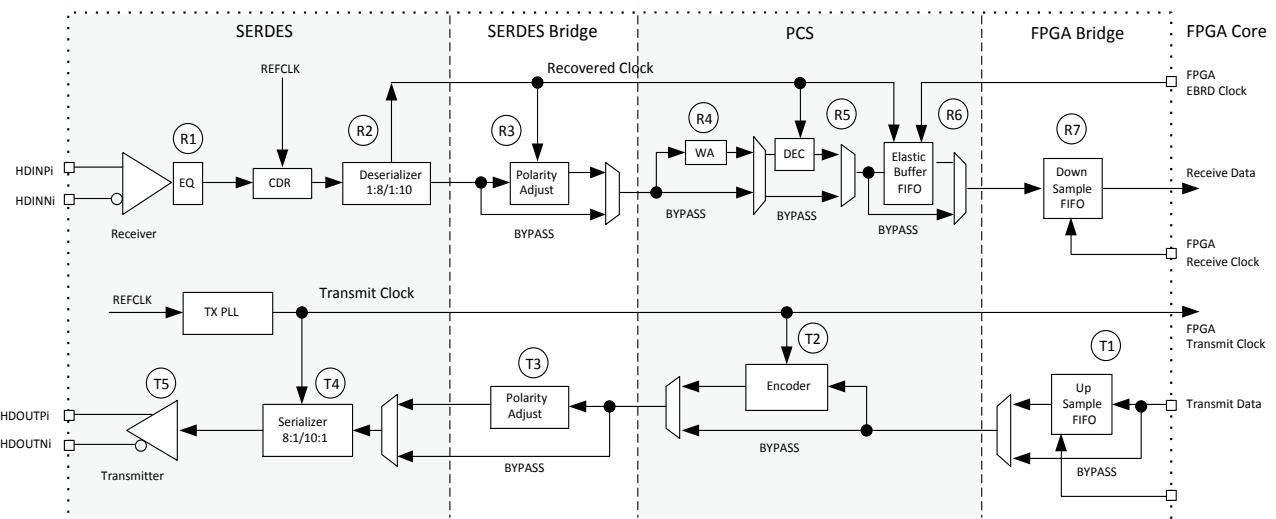 SERDES
SERDES Bridge
PCS
FPGA Bridge
FPGA Core
REFCLK
Recovered Clock
FPGA
EBRD Clock
R1
R2
R3
R4
R5
R6
R7
HDINPi
HDINNi
EQ
CDR
Deserializer
1:8/1:10
Polarity
Adjust
WA
DEC
Elastic
Buffer
FIFO
Down
Sample
FIFO
Receive Data
Receiver
BYPASS
BYPASS
BYPASS
BYPASS
FPGA
Receive Clock
REFCLK
TX PLL
Transmit Clock
FPGA
Transmit Clock
T5
T4
T3
T2
T1
HDOUTPi
HDOUTNi
Serializer
8:1/10:1
Polarity
Adjust
Encoder
Up
Sample
FIFO
Transmit Data
Transmitter
BYPASS
BYPASS
BYPASS